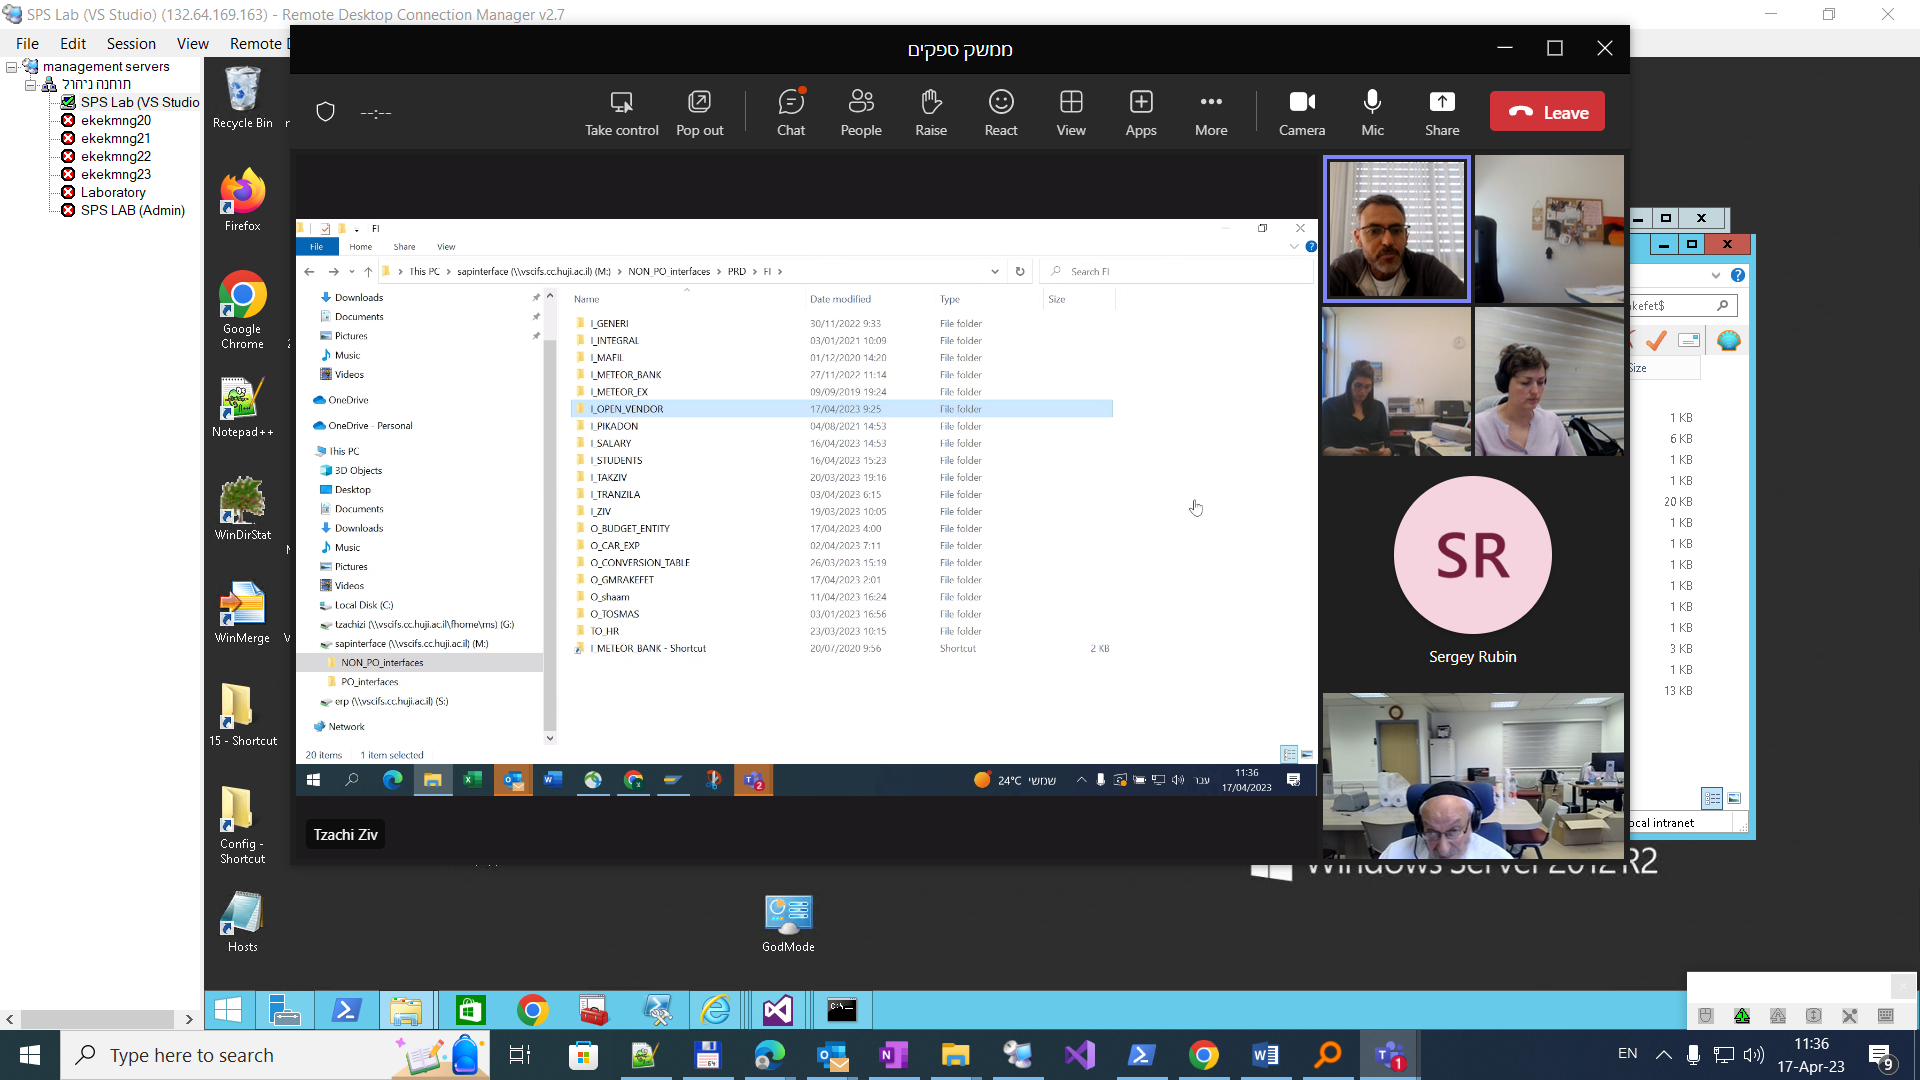 SPS Lab (VS Studio) (132.64.169.163) - Remote Desktop Connection Manager v2.7
File Edit Session View Remote D
management servers
תוחנה ניהול
SPS Lab (VS Studio
ekekmng20
ekekmng21
ekekmng22
ekekmng23
Laboratory
SPS LAB (Admin)
Recycle Bin
Firefox
Google
Chrome
Notepad++
WinDirStat
WinMerge
15 - Shortcut
Config -
Shortcut
Hosts
GodMode
ממשק ספקים
--:--
Take control Pop out Chat People Raise React View Apps More Camera Mic Share Leave
FI
File Home Share View
This PC > sapinterface (\\vscifs.cc.huji.ac.il) (M:) > NON_PO_interfaces > PRD > FI >
Search FI
Downloads
Documents
Pictures
Music
Videos
OneDrive
OneDrive - Personal
This PC
3D Objects
Desktop
Documents
Downloads
Music
Pictures
Videos
Local Disk (C:)
tzachizi (\\vscifs.cc.huji.ac.il\fhome\ms) (G:)
sapinterface (\\vscifs.cc.huji.ac.il) (M:)
NON_PO_interfaces
PO_interfaces
erp (\\vscifs.cc.huji.ac.il) (S:)
Network
Name Date modified Type Size
I_GENERI 30/11/2022 9:33 File folder
I_INTEGRAL 03/01/2021 10:09 File folder
I_MAFIL 01/12/2020 14:20 File folder
I_METEOR_BANK 27/11/2022 11:14 File folder
I_METEOR_EX 09/09/2019 19:24 File folder
I_OPEN_VENDOR 17/04/2023 9:25 File folder
I_PIKADON 04/08/2021 14:53 File folder
I_SALARY 16/04/2023 14:53 File folder
I_STUDENTS 16/04/2023 15:23 File folder
I_TAKZIV 20/03/2023 19:16 File folder
I_TRANZILA 03/04/2023 6:15 File folder
I_ZIV 19/03/2023 10:05 File folder
O_BUDGET_ENTITY 17/04/2023 4:00 File folder
O_CAR_EXP 02/04/2023 7:11 File folder
O_CONVERSION_TABLE 26/03/2023 15:19 File folder
O_GMRAKEFET 17/04/2023 2:01 File folder
O_shaam 11/04/2023 16:24 File folder
O_TOSMAS 03/01/2023 16:56 File folder
TO_HR 23/03/2023 10:15 File folder
I_METEOR_BANK - Shortcut 20/07/2020 9:56 Shortcut 2 KB
20 items 1 item selected
24°C שמשי
עבר
11:36
17/04/2023
2
Tzachi Ziv
SR
Sergey Rubin
akefet$
Size
1 KB
6 KB
1 KB
1 KB
20 KB
1 KB
1 KB
1 KB
1 KB
1 KB
1 KB
3 KB
1 KB
13 KB
ocal intranet
Windows Server 2012 R2
C:\_
Type here to search
64
1
EN
11:36
17-Apr-23
9